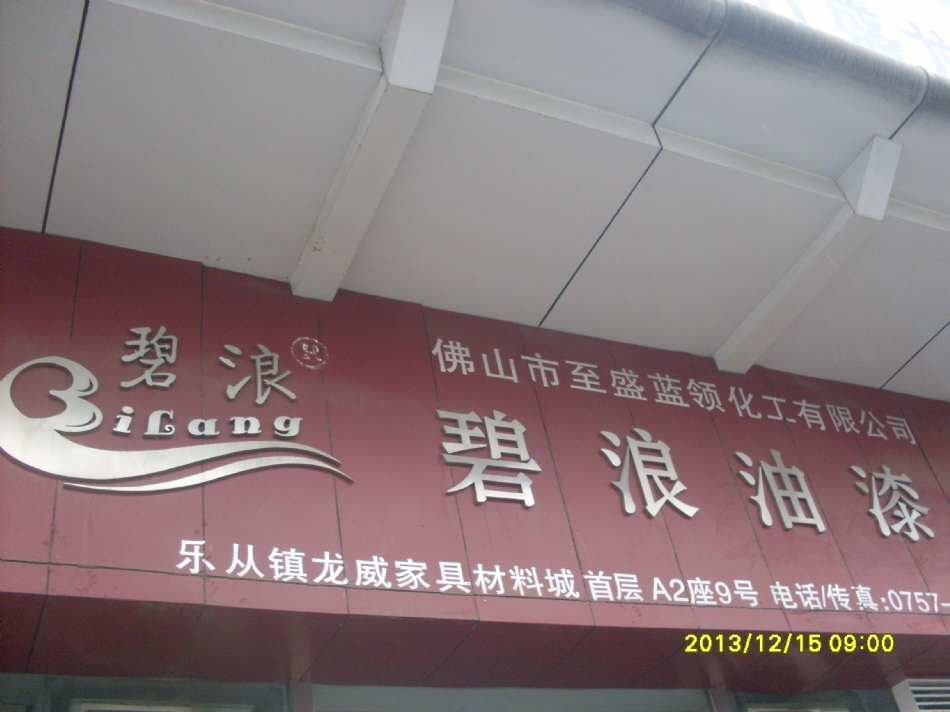 碧浪
BiLang
佛山市至盛蓝领化工有限公司
碧浪油漆
乐从镇龙威家具材料城首层 A2座9号 电话/传真:0757-
2013/12/15 09:00